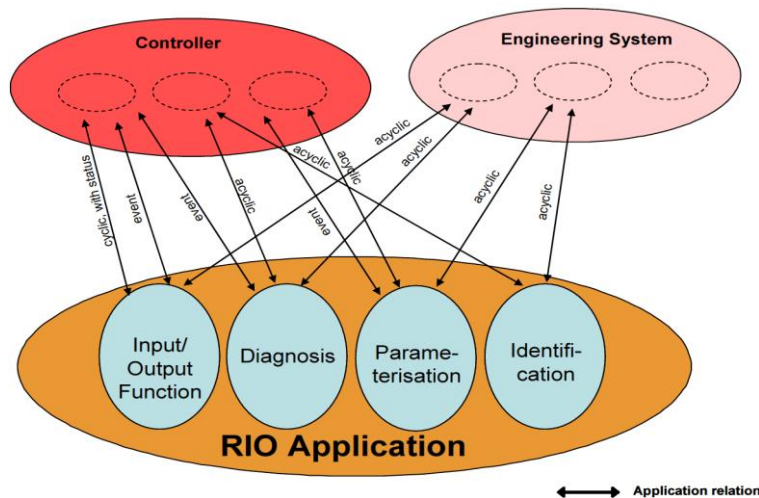 Controller
Engineering System
cyclic, with status
event
event
acyclic
acyclic
event
acyclic
acyclic
acyclic
acyclic
acyclic
Input/
Output
Function
Diagnosis
Parame-
terisation
Identifi-
cation
RIO Application
Application relation